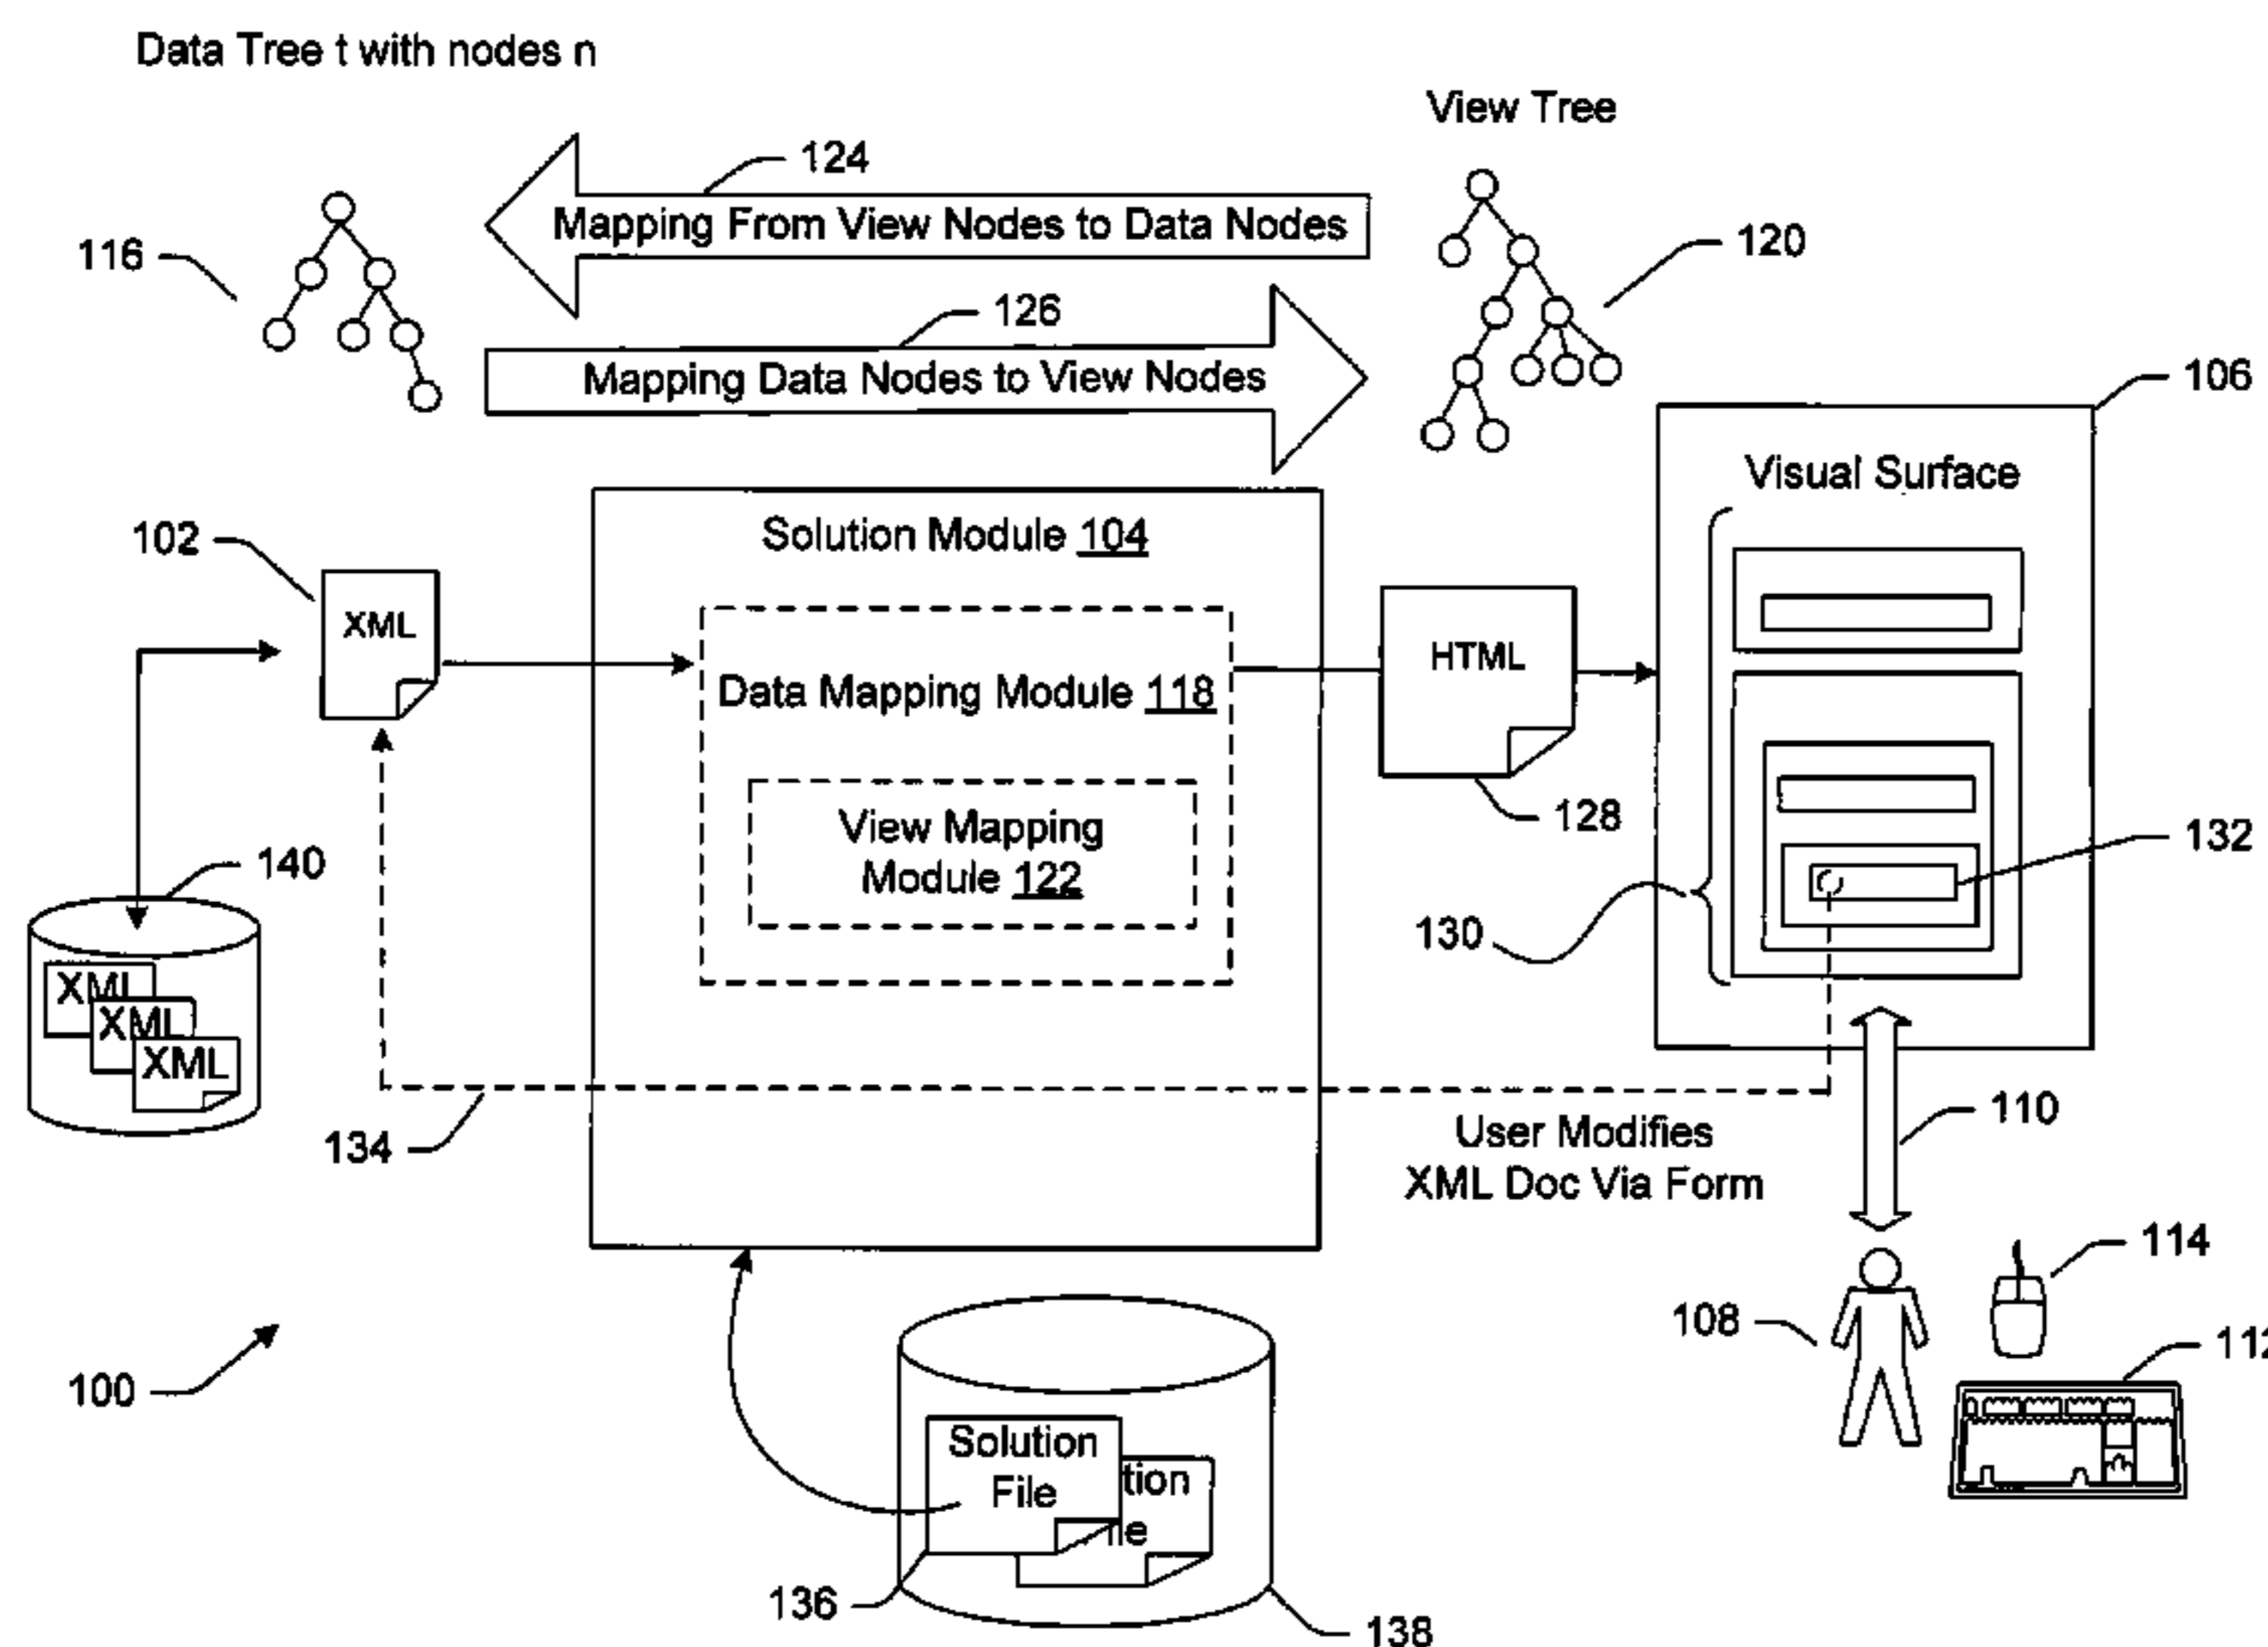 Data Tree t with nodes n
View Tree
124
Mapping From View Nodes to Data Nodes
116
120
126
Mapping Data Nodes to View Nodes
106
Visual Surface
102
Solution Module 104
XML
HTML
Data Mapping Module 118
128
View Mapping
Module 122
132
140
130
XML
XML
XML
134
110
User Modifies
XML Doc Via Form
114
108
112
100
Solution
File
tion
136
138